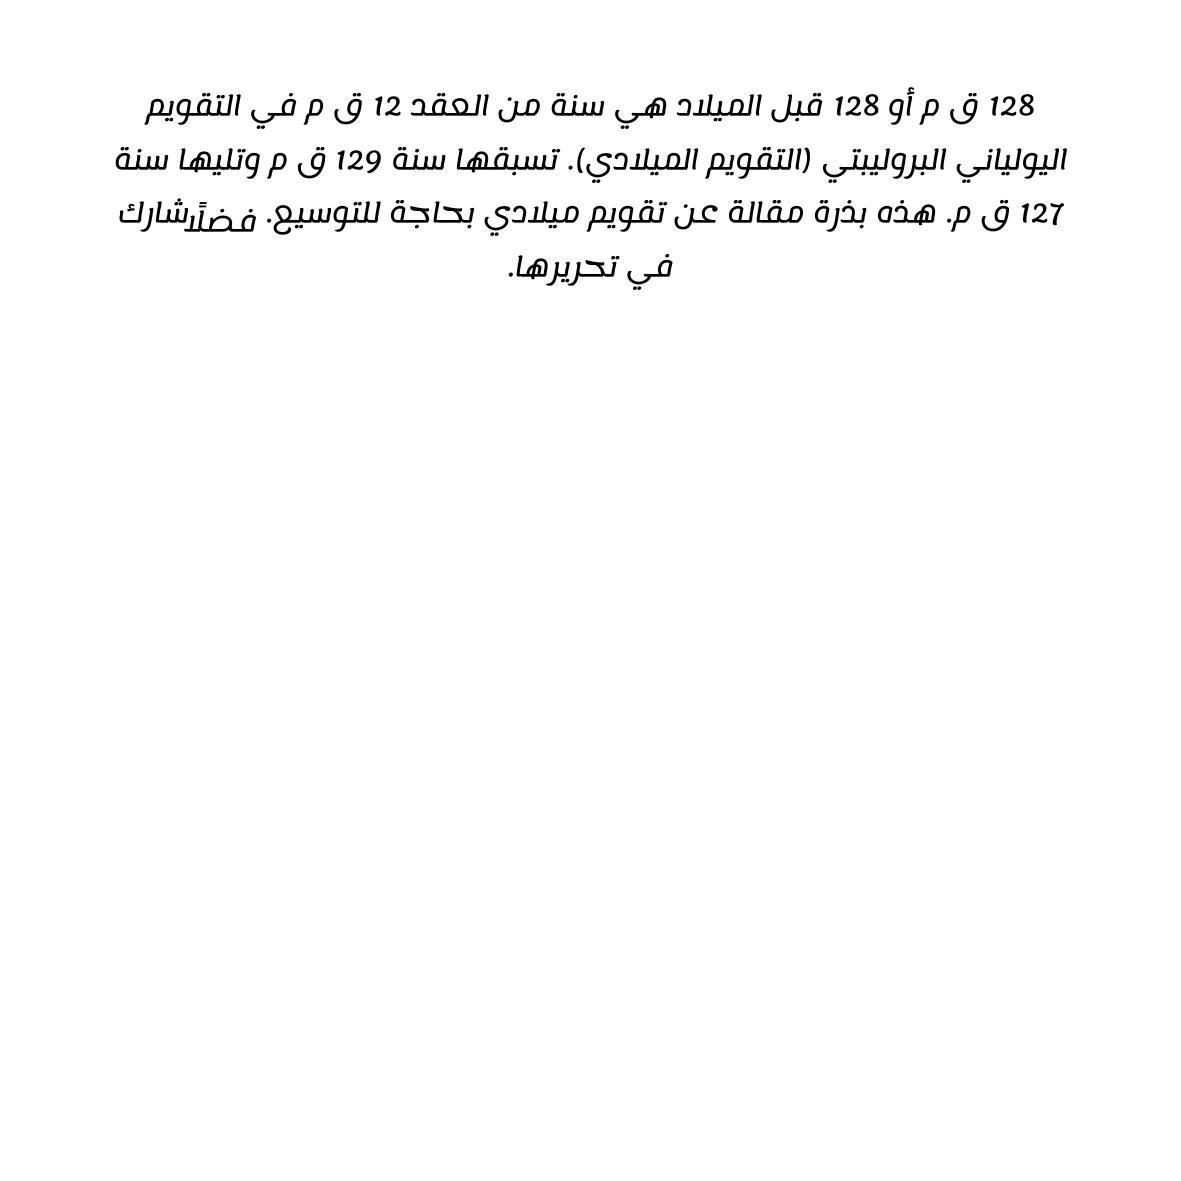 128 ق م أو 128 قبل الميلاد هي سنة من العقد 12 ق م في التقويم
اليولياني البروليبتي (التقويم الميلادي). تسبقها سنة 129 ق م وتليها سنة
127 ق م. هذه بذرة مقالة عن تقويم ميلادي بحاجة للتوسيع. فضلًا شارك
في تحريرها.